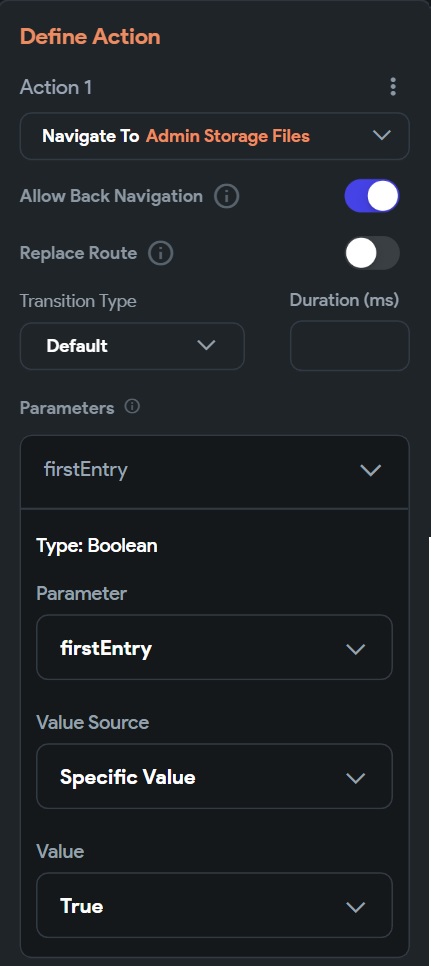 Define Action
Action 1
Navigate To Admin Storage Files
Allow Back Navigation
Replace Route
Transition Type
Duration (ms)
Default
Parameters
firstEntry
Type: Boolean
Parameter
firstEntry
Value Source
Specific Value
Value
True